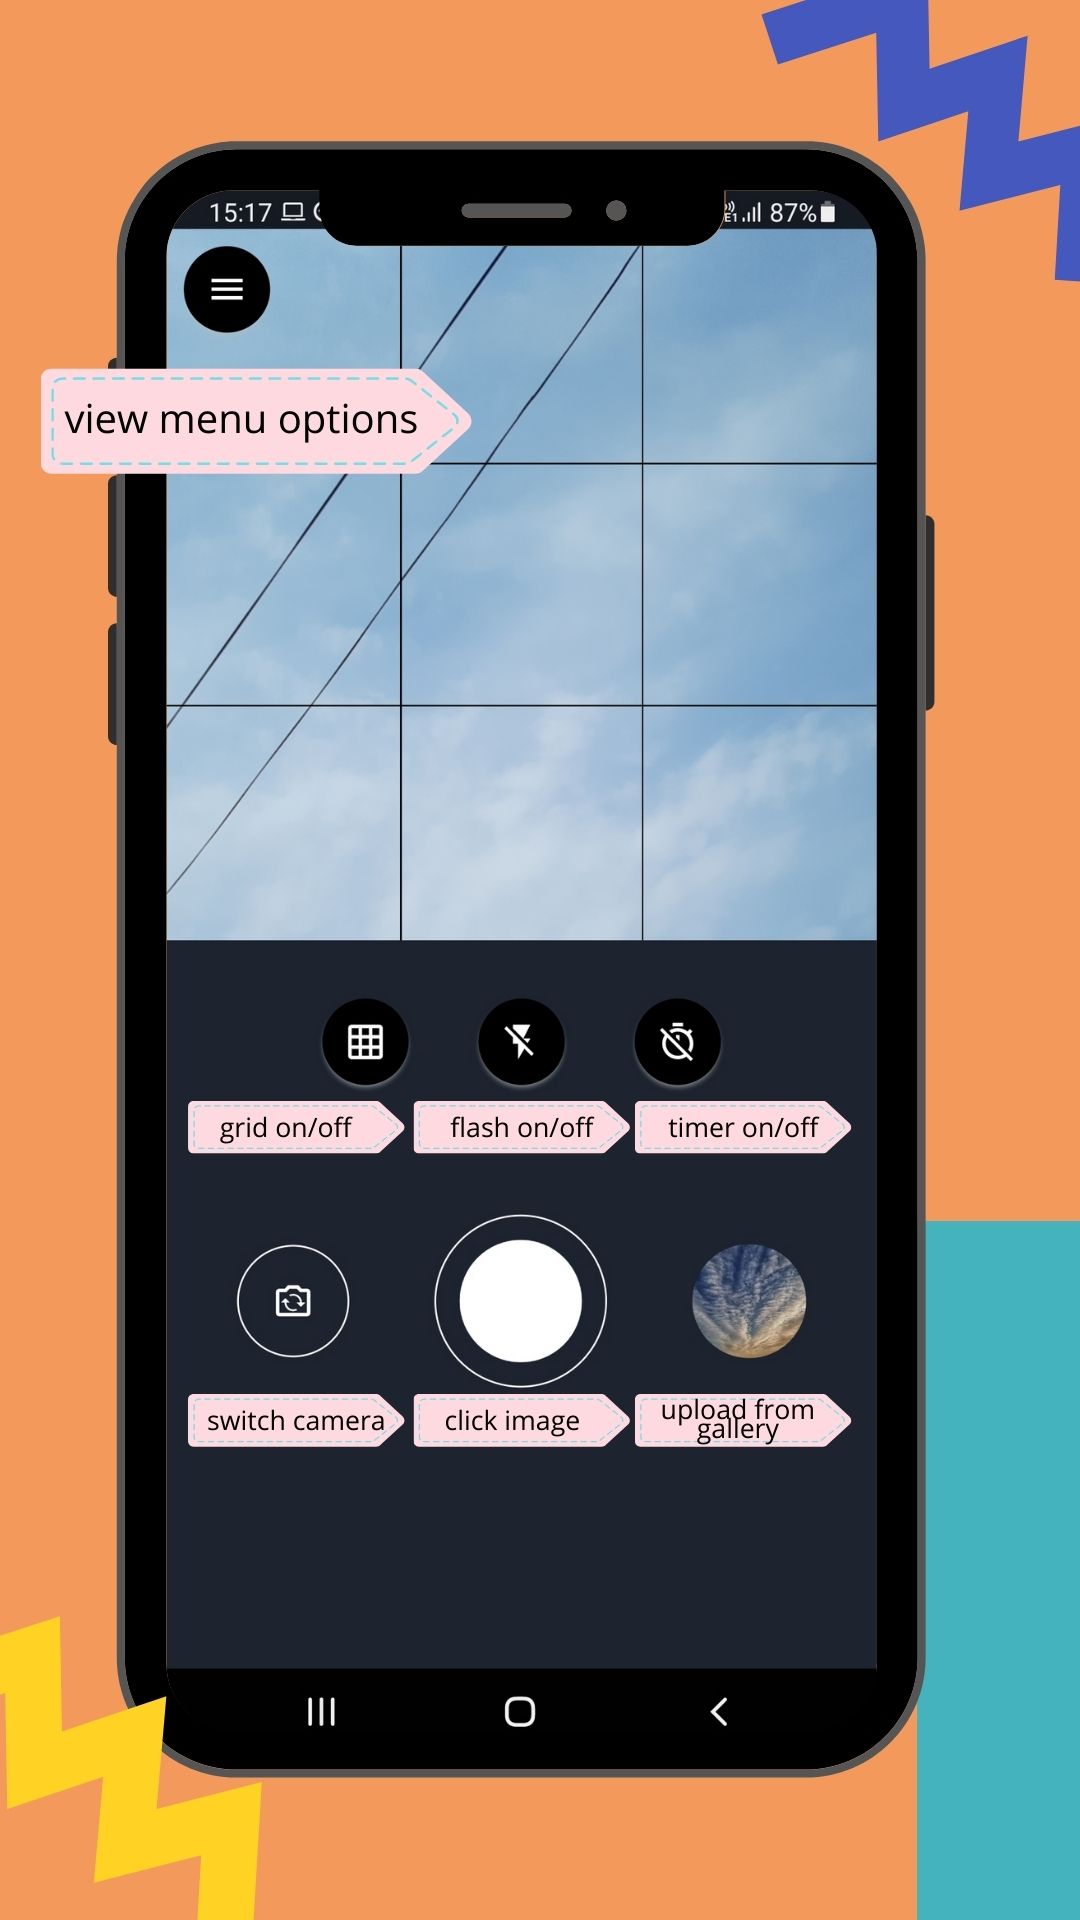 15:17
87%
view menu options
grid on/off
flash on/off
timer on/off
switch camera
click image
upload from
gallery